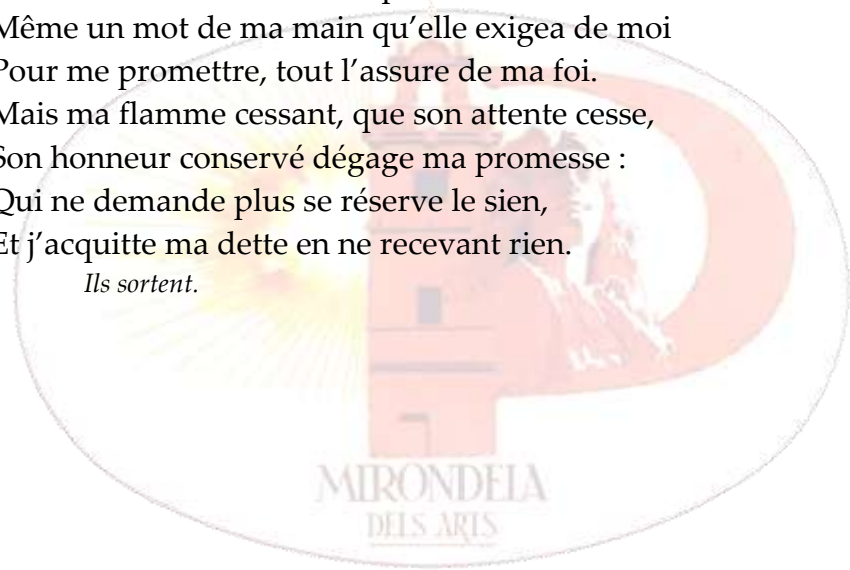 Même un mot de ma main qu’elle exigea de moi
Pour me promettre, tout l’assure de ma foi.
Mais ma flamme cessant, que son attente cesse,
Son honneur conservé dégage ma promesse :
Qui ne demande plus se réserve le sien,
Et j’acquitte ma dette en ne recevant rien.
Ils sortent.
MIRONDELA
DELS ARTS